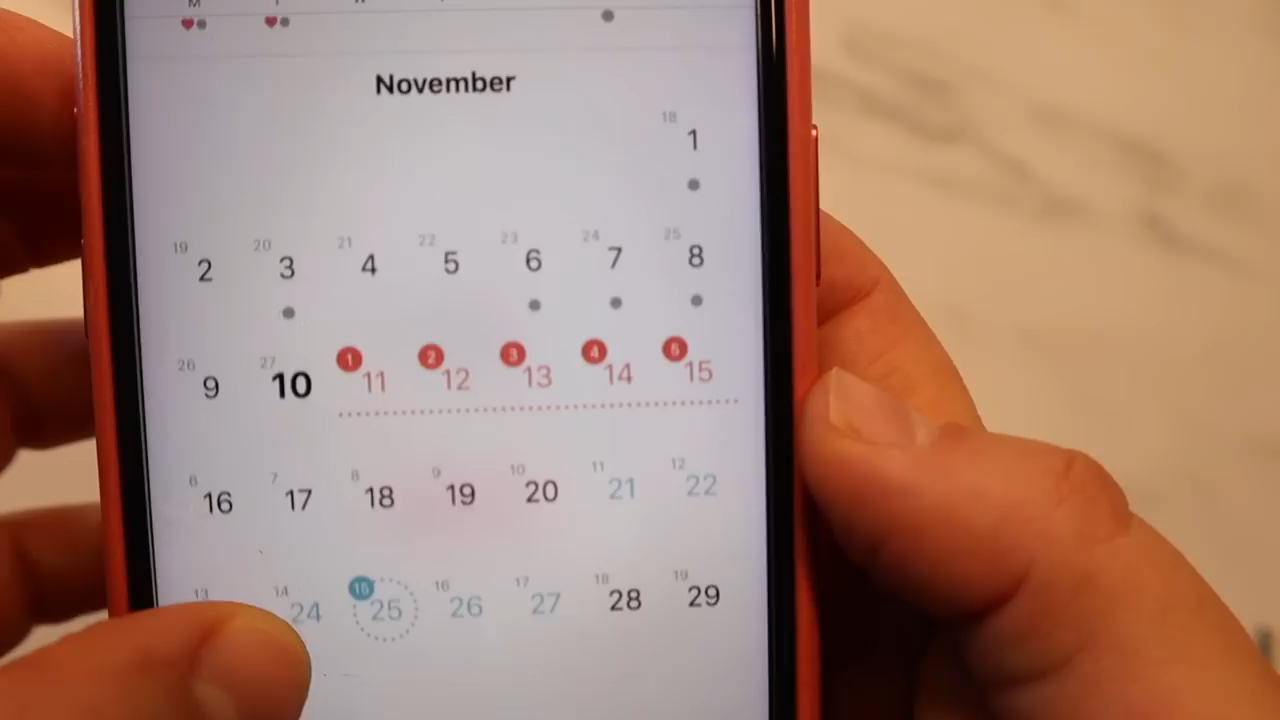 November
18
1
19 2 20 3 21 4 22 5 23 6 24 7 25 8
26 9 27 10 1 11 2 12 3 13 4 14 5 15
6 16 7 17 8 18 9 19 10 20 11 21 12 22
13 14 24 15 25 16 26 17 27 18 28 19 29